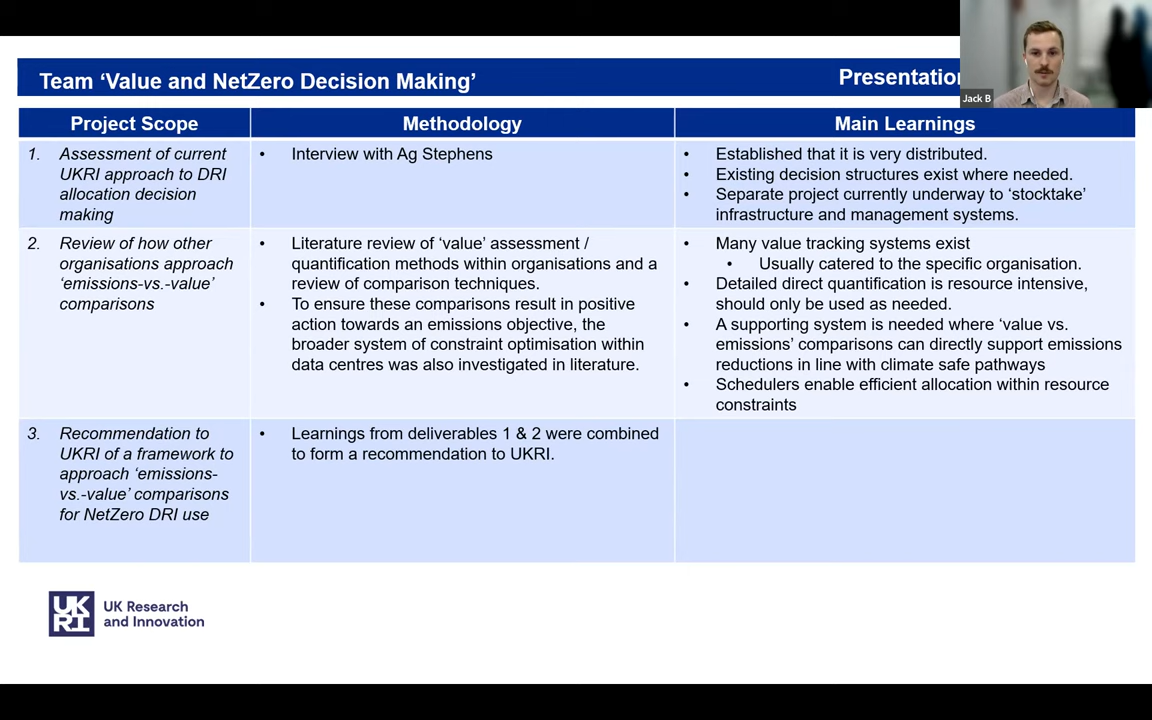 Team ‘Value and NetZero Decision Making’
Jack B
Project Scope
Methodology
Main Learnings
1. Assessment of current
UKRI approach to DRI
allocation decision
making
• Interview with Ag Stephens
• Established that it is very distributed.
• Existing decision structures exist where needed.
• Separate project currently underway to ‘stocktake’
infrastructure and management systems.
2. Review of how other
organisations approach
‘emissions-vs.-value’
comparisons
• Literature review of ‘value’ assessment /
quantification methods within organisations and a
review of comparison techniques.
• To ensure these comparisons result in positive
action towards an emissions objective, the
broader system of constraint optimisation within
data centres was also investigated in literature.
• Many value tracking systems exist
• Usually catered to the specific organisation.
• Detailed direct quantification is resource intensive,
should only be used as needed.
• A supporting system is needed where ‘value vs.
emissions’ comparisons can directly support emissions
reductions in line with climate safe pathways
• Schedulers enable efficient allocation within resource
constraints
3. Recommendation to
UKRI of a framework to
approach ‘emissions-
vs.-value’ comparisons
for NetZero DRI use
• Learnings from deliverables 1 & 2 were combined
to form a recommendation to UKRI.
UK
RI
UK Research
and Innovation